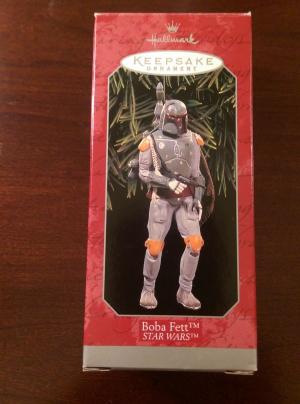 Hallmark
KEEPSAKE
ORNAMENT
Boba Fett™
STAR WARS™